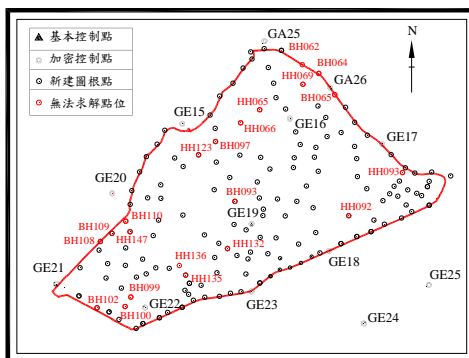 基本控制點
加密控制點
新建圖根點
無法求解點位
N
GA25
BH062
BH064
HH069
GA26
BH065
HH065
GE15
GE16
HH066
GE17
HH123
BH097
HH093
GE20
BH093
HH092
BH110
GE19
BH109
BH108
HH147
HH132
GE18
HH136
GE21
HH135
GE25
BH099
GE23
BH102
GE22
BH100
GE24